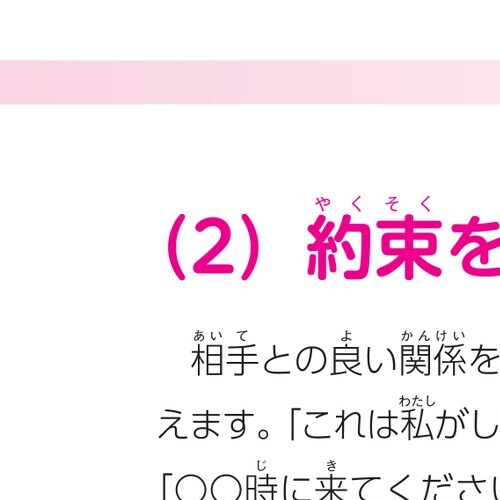 やくそく
(2) 約束を
あいて よ かんけい
相手との良い関係を
わたし
えます。「これは私がし
じ き
「○○時に来てくださ